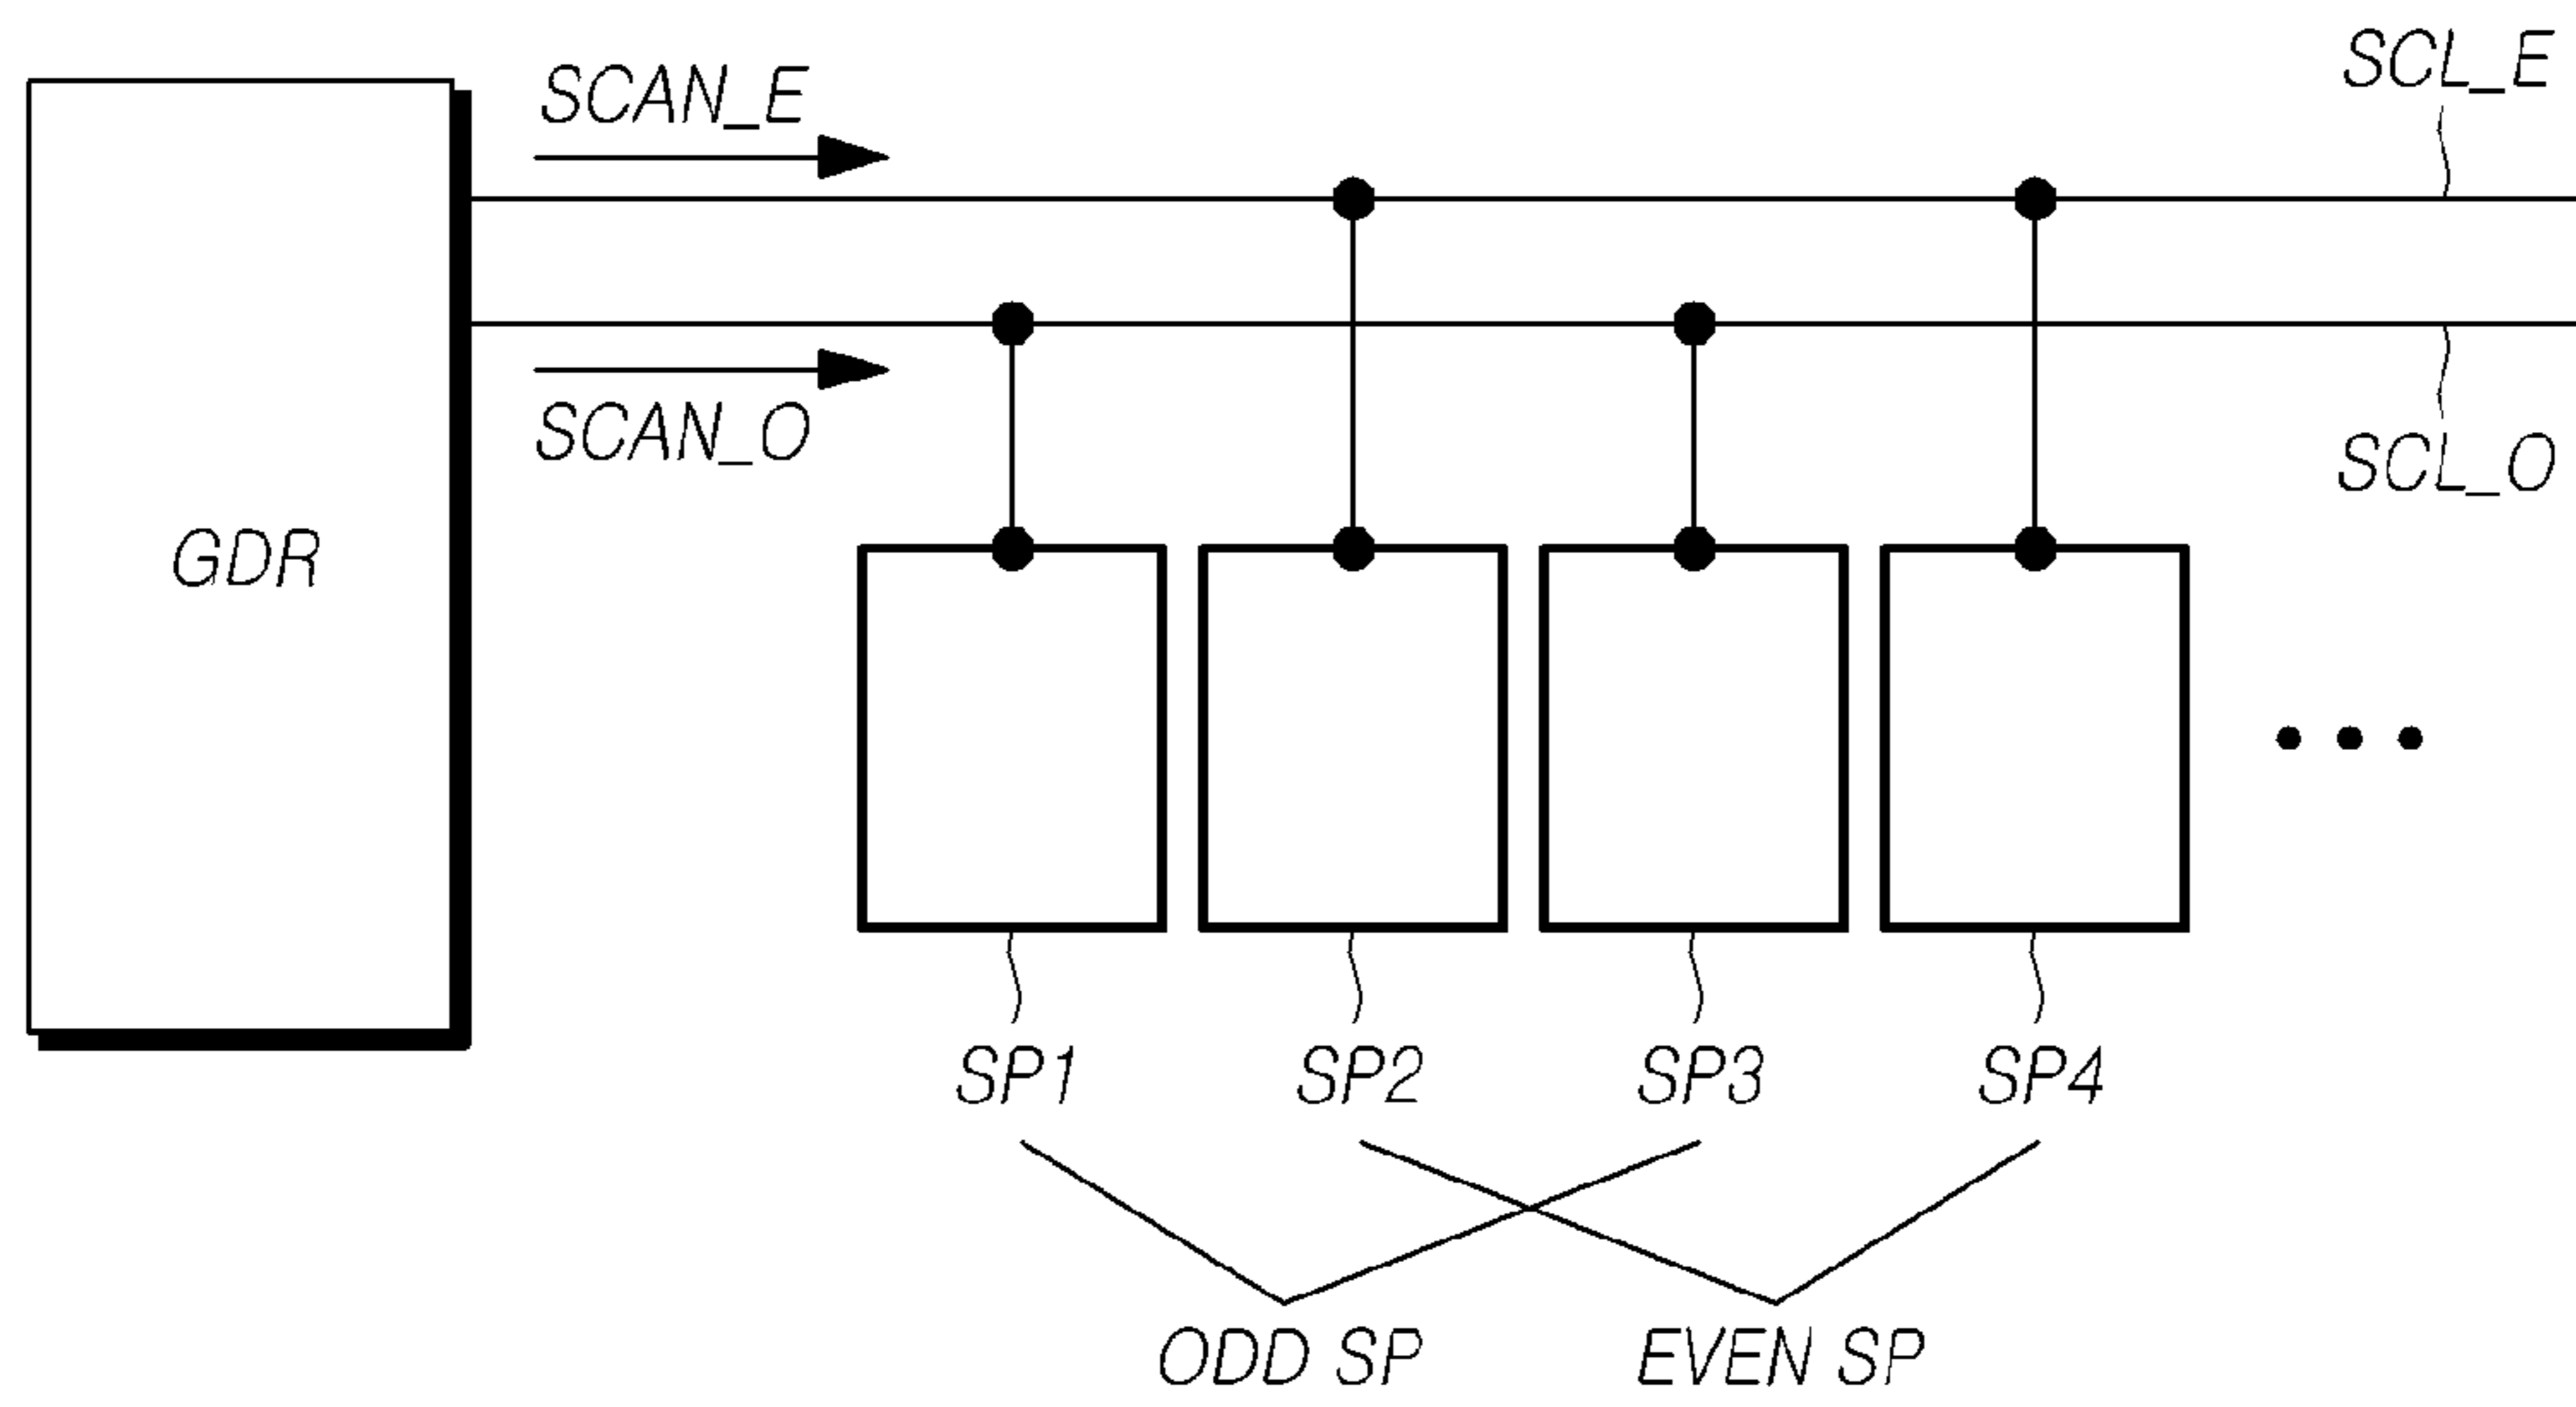 SCL_E
SCAN_E
SCAN_O
SCL_O
GDR
SP1 SP2 SP3 SP4
ODD SP EVEN SP